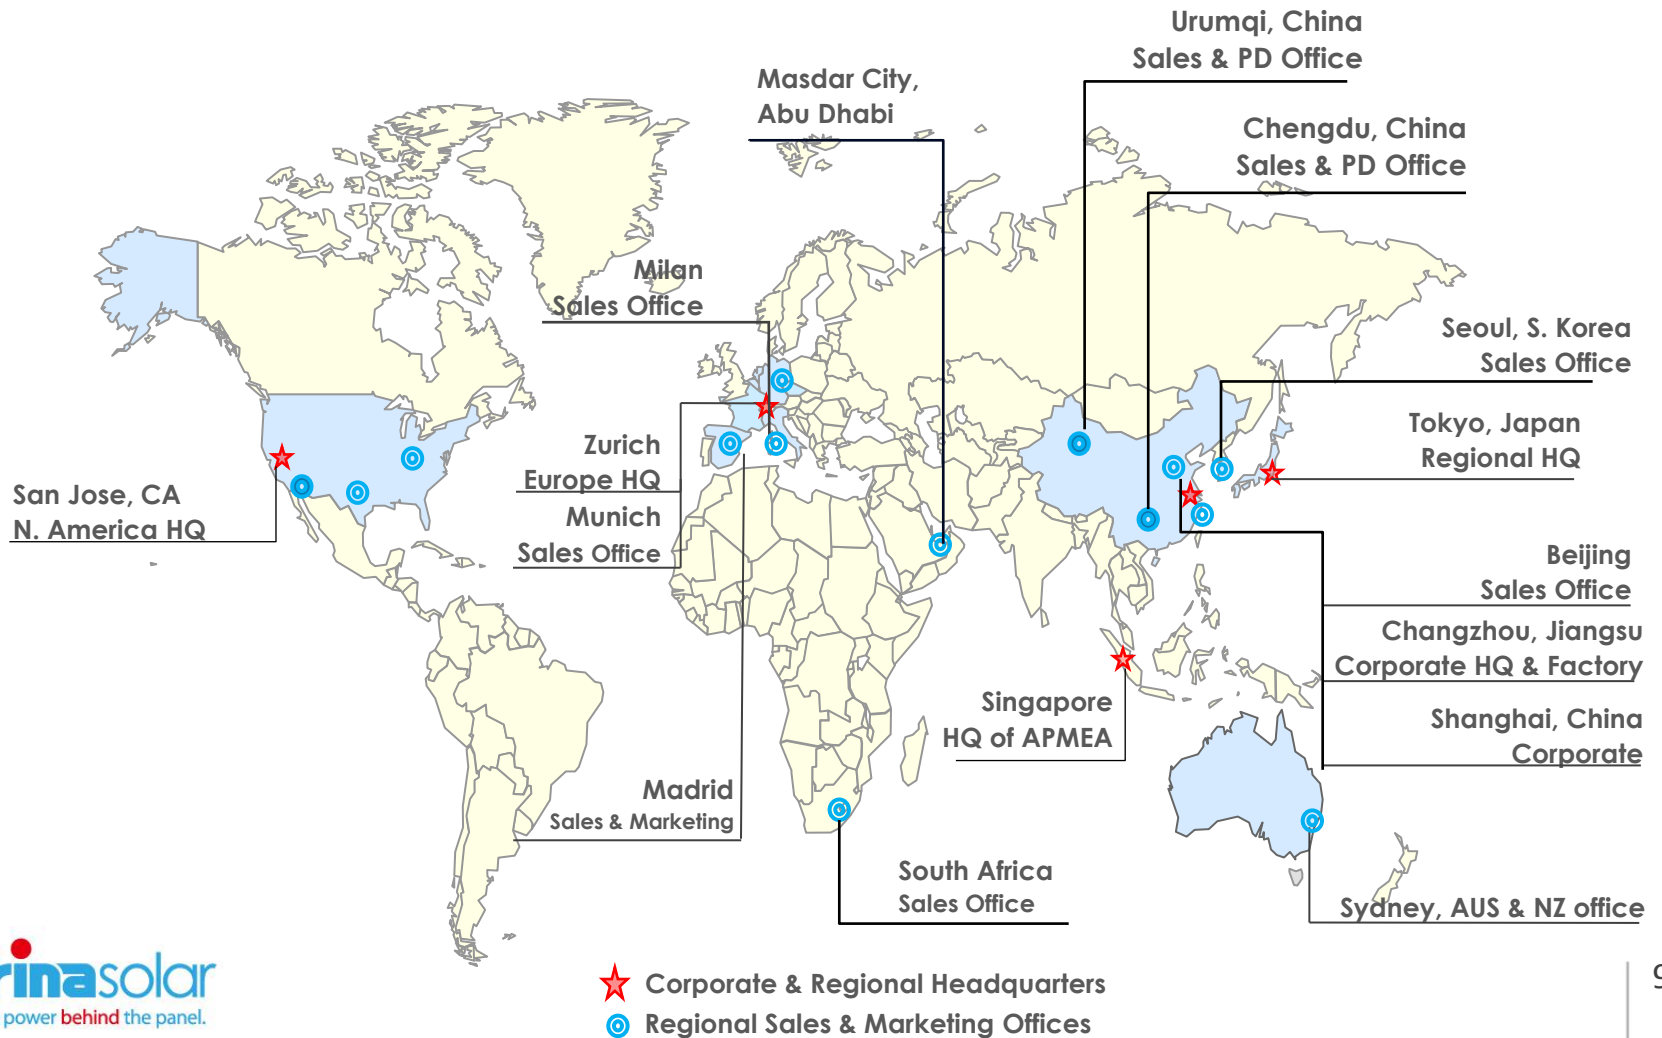 Urumqi, China
Sales & PD Office
Masdar City,
Abu Dhabi
Chengdu, China
Sales & PD Office
Milan
Sales Office
Seoul, S. Korea
Sales Office
Zurich
Europe HQ
Tokyo, Japan
Regional HQ
San Jose, CA
N. America HQ
Munich
Sales Office
Beijing
Sales Office
Changzhou, Jiangsu
Corporate HQ & Factory
Singapore
HQ of APMEA
Shanghai, China
Corporate
Madrid
Sales & Marketing
South Africa
Sales Office
Sydney, AUS & NZ office
rinasolar
power behind the panel.
Corporate & Regional Headquarters
Regional Sales & Marketing Offices
9